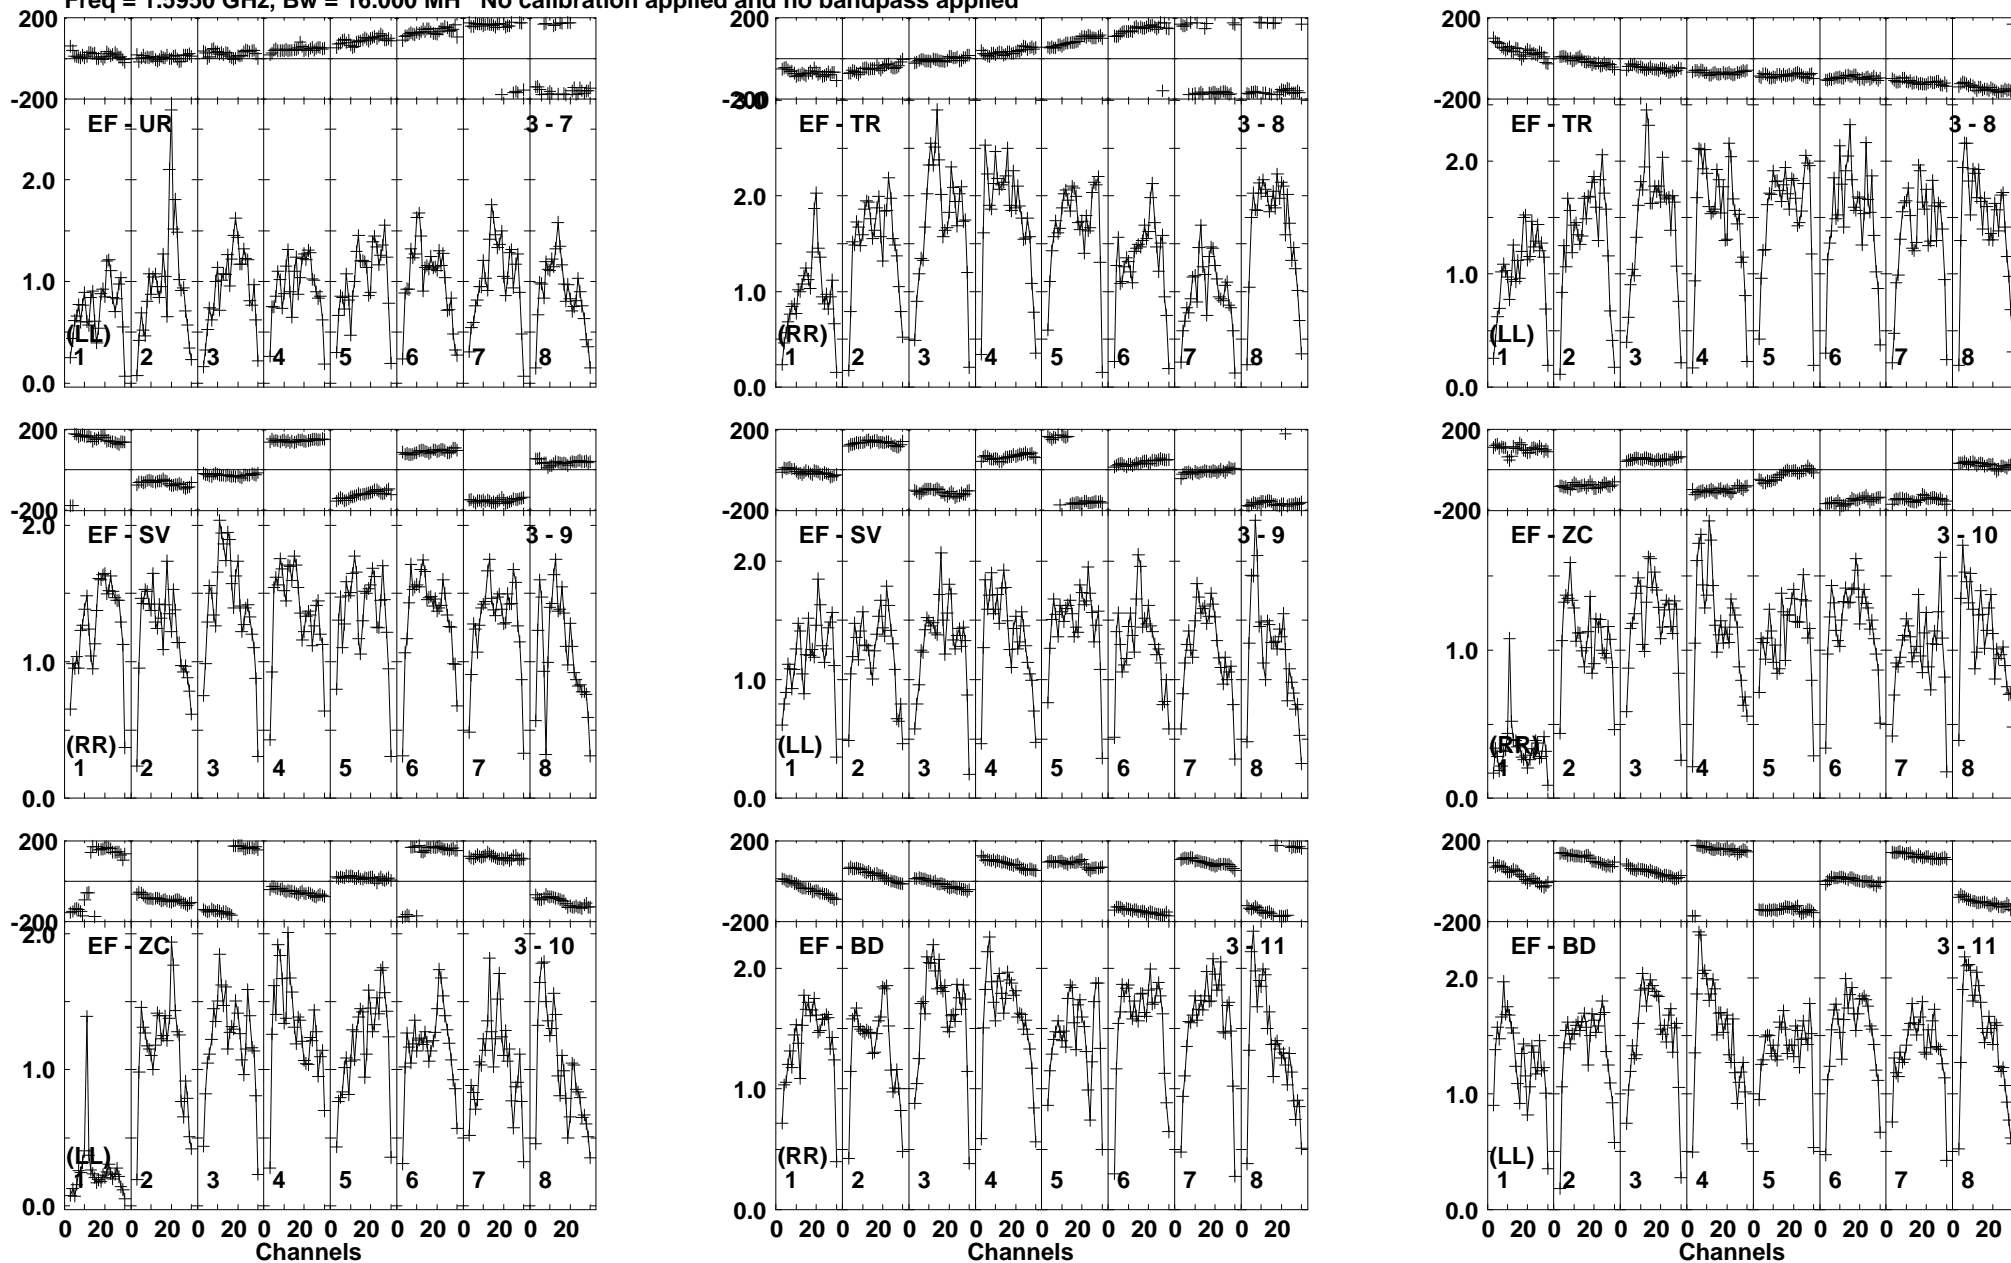 Freq = 1.5950 GHz, Bw = 16.000 MH No calibration applied and no bandpass applied
200 200 200
-200 -200 3.0 -200
EF - UR 3 - 7 EF - TR 3 - 8 EF - TR 3 - 8
2.0 2.0 2.0
1.0 1.0 1.0
(LL) (RR) (LL)
1 2 3 4 5 6 7 8 1 2 3 4 5 6 7 8 1 2 3 4 5 6 7 8
0.0 0.0 0.0
200 200 200
-200 -200 -200
2.0
EF - SV 3 - 9 EF - SV 3 - 9 EF - ZC 3 - 10
2.0
1.0 1.0 1.0
(RR) (LL) (RR)
1 2 3 4 5 6 7 8 1 2 3 4 5 6 7 8 1 2 3 4 5 6 7 8
0.0 0.0 0.0
200 200 200
-200 -200 -200
2.0
EF - ZC 3 - 10 EF - BD 3 - 11 EF - BD 3 - 11
2.0 2.0
1.0 1.0 1.0
(LL) (RR) (LL)
1 2 3 4 5 6 7 8 1 2 3 4 5 6 7 8 1 2 3 4 5 6 7 8
0.0 0.0 0.0
0 20 0 20 0 20 0 20 0 20 0 20 0 20 0 20 0 20 0 20 0 20 0 20 0 20 0 20 0 20 0 20 0 20 0 20 0 20 0 20 0 20 0 20 0 20 0 20
Channels Channels Channels